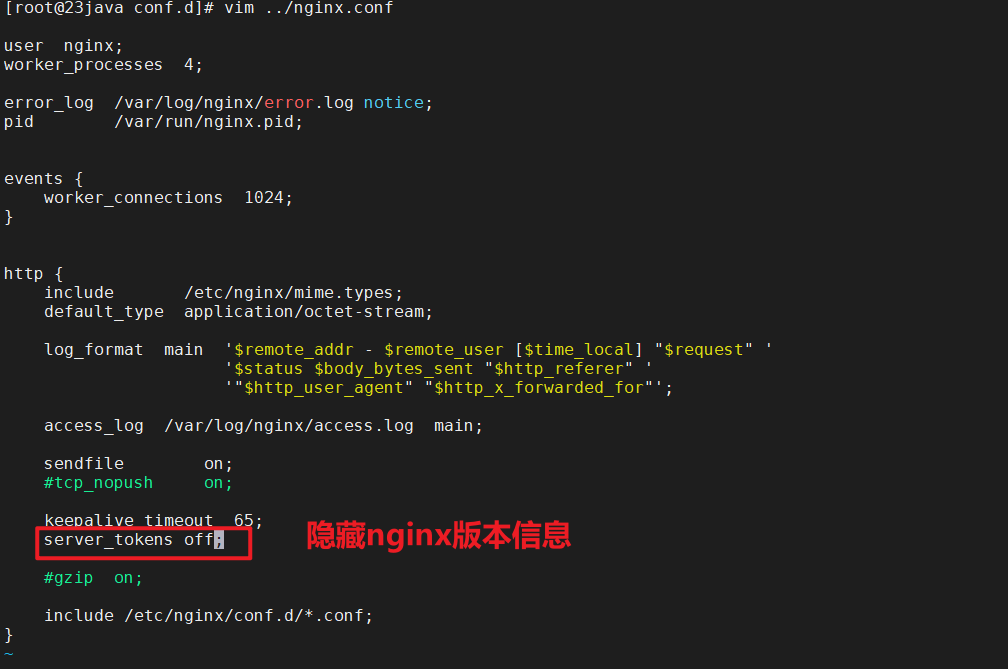 [root@23java conf.d]# vim ../nginx.conf
user  nginx;
worker_processes  4;
error_log  /var/log/nginx/error.log notice;
pid        /var/run/nginx.pid;
events {
    worker_connections  1024;
}
http {
    include       /etc/nginx/mime.types;
    default_type  application/octet-stream;
    log_format  main  '$remote_addr - $remote_user [$time_local] "$request" '
                      '$status $body_bytes_sent "$http_referer" '
                      '"$http_user_agent" "$http_x_forwarded_for"';
    access_log  /var/log/nginx/access.log  main;
    sendfile        on;
    #tcp_nopush     on;
    keepalive_timeout  65;
    server_tokens off;
隐藏nginx版本信息
    #gzip  on;
    include /etc/nginx/conf.d/*.conf;
}
~